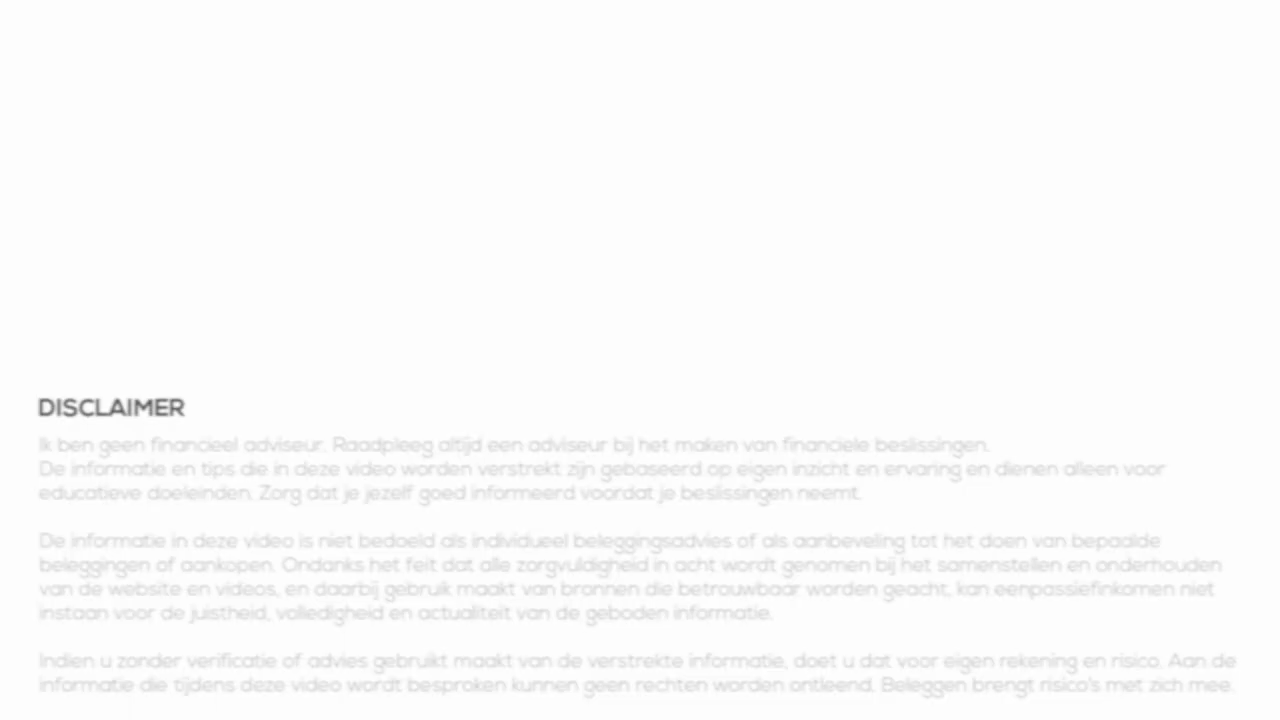 DISCLAIMER
Ik ben geen financieel adviseur. Raadpleeg altijd een adviseur bij het maken van financiële beslissingen.
De informatie en tips die in deze video worden verstrekt zijn gebaseerd op eigen inzicht en ervaring en dienen alleen voor
educatieve doeleinden. Zorg dat je jezelf goed informeerd voordat je beslissingen neemt.
De informatie in deze video is niet bedoeld als individueel beleggingsadvies of als aanbeveling tot het doen van bepaalde
beleggingen of aankopen. Ondanks het feit dat alle zorgvuldigheid in acht wordt genomen bij het samenstellen en onderhouden
van de website en videos, en daarbij gebruik maakt van bronnen die betrouwbaar worden geacht, kan eenpassiefinkomen niet
instaan voor de juistheid, volledigheid en actualiteit van de geboden informatie.
Indien u zonder verificatie of advies gebruikt maakt van de verstrekte informatie, doet u dat voor eigen rekening en risico. Aan de
informatie die tijdens deze video wordt besproken kunnen geen rechten worden ontleend. Beleggen brengt risico's met zich mee.